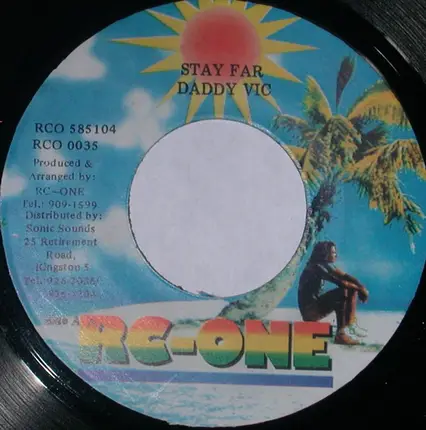 STAY FAR
DADDY VIC
RCO 585104
RCO 0035
Produced &
Arranged by:
RC-ONE
Tel.: 909-1599
Distributed by:
Sonic Sounds
25 Retirement
Road,
Kingston 5
Side A
RC-ONE